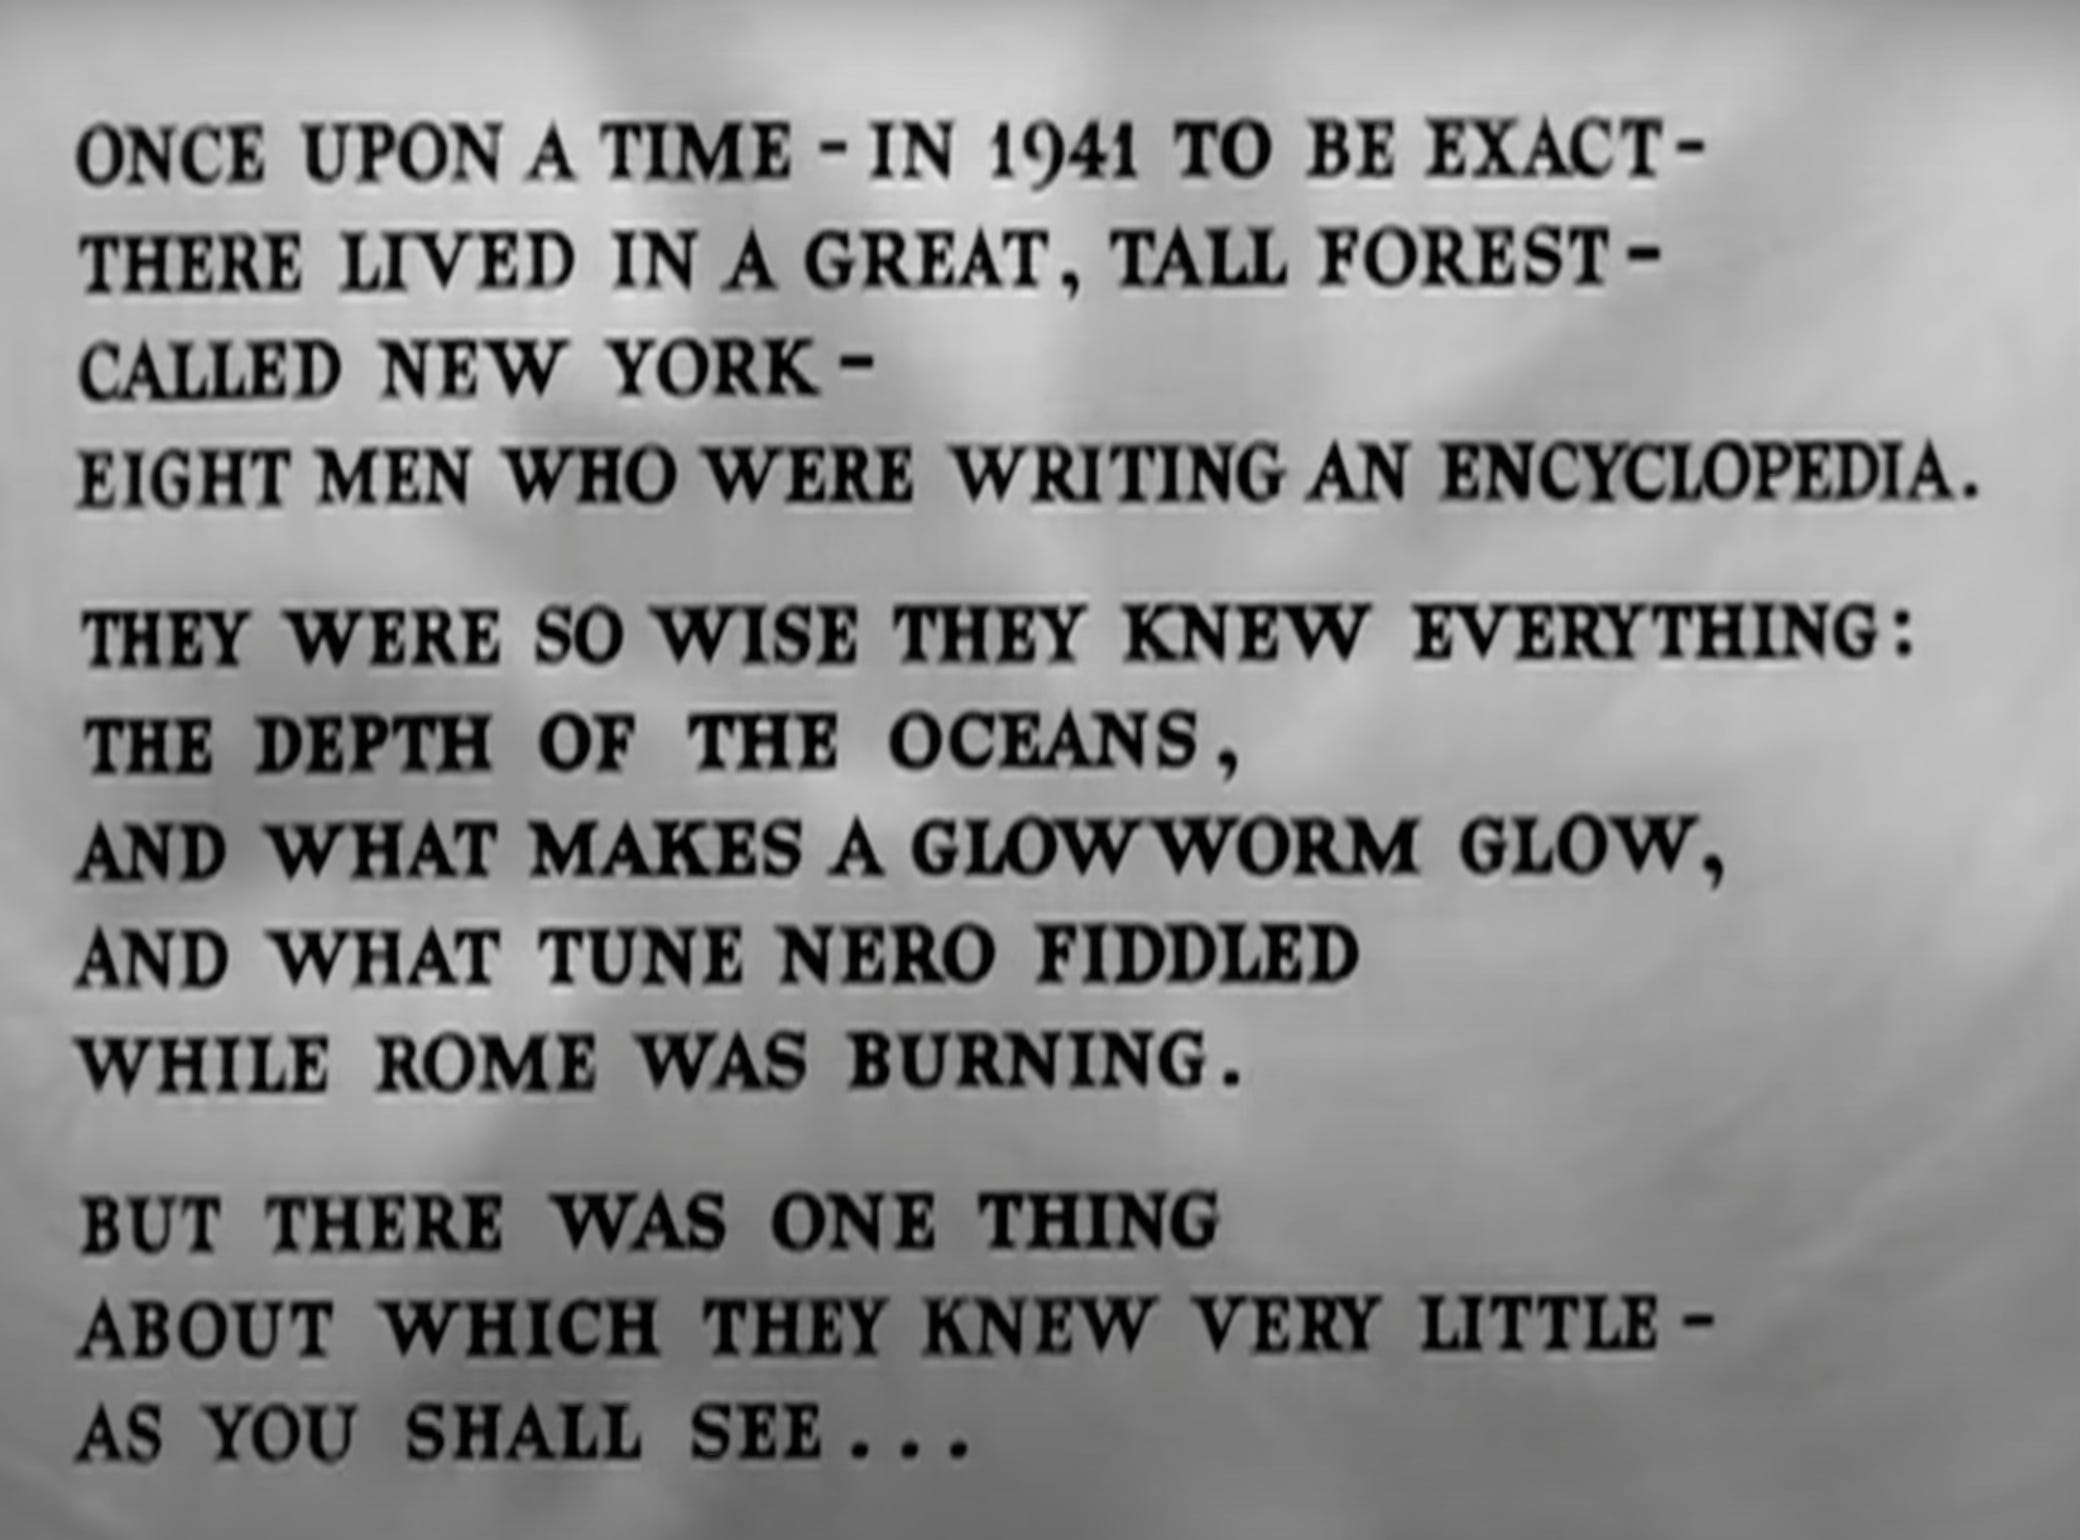 ONCE UPON A TIME - IN 1941 TO BE EXACT -
THERE LIVED IN A GREAT, TALL FOREST -
CALLED NEW YORK -
EIGHT MEN WHO WERE WRITING AN ENCYCLOPEDIA.
THEY WERE SO WISE THEY KNEW EVERYTHING:
THE DEPTH OF THE OCEANS,
AND WHAT MAKES A GLOWWORM GLOW,
AND WHAT TUNE NERO FIDDLED
WHILE ROME WAS BURNING.
BUT THERE WAS ONE THING
ABOUT WHICH THEY KNEW VERY LITTLE -
AS YOU SHALL SEE...